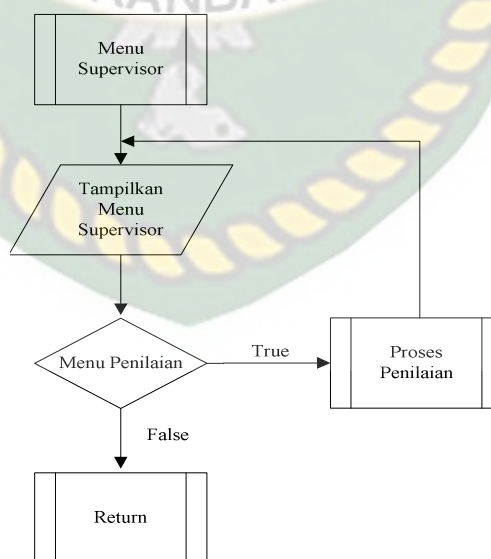 Menu
Supervisor
Tampilkan
Menu
Supervisor
Menu Penilaian
True
Proses
Penilaian
False
Return